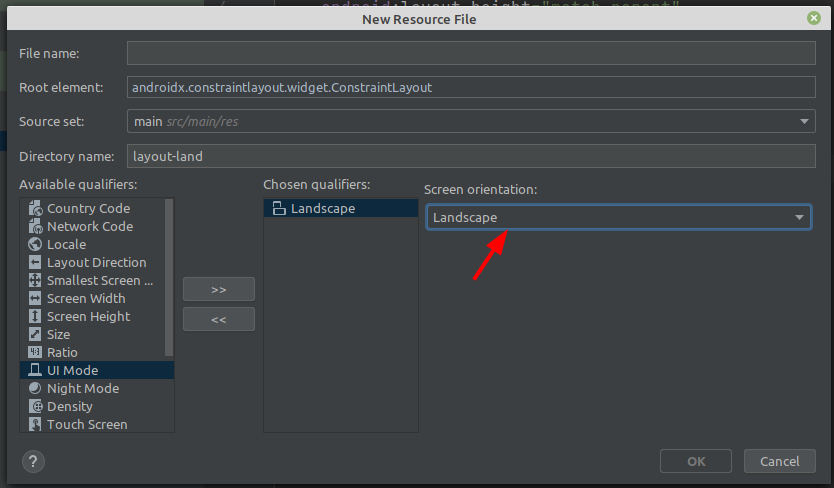 android:layout_height="match_parent"
New Resource File
File name:
Root element: androidx.constraintlayout.widget.ConstraintLayout
Source set: main src/main/res
Directory name: layout-land
Available qualifiers:
Country Code
Network Code
Locale
Layout Direction
Smallest Screen ...
Screen Width
Screen Height
Size
Ratio
UI Mode
Night Mode
Density
Touch Screen
>>
<<
Chosen qualifiers:
Landscape
Screen orientation:
Landscape
?
OK
Cancel